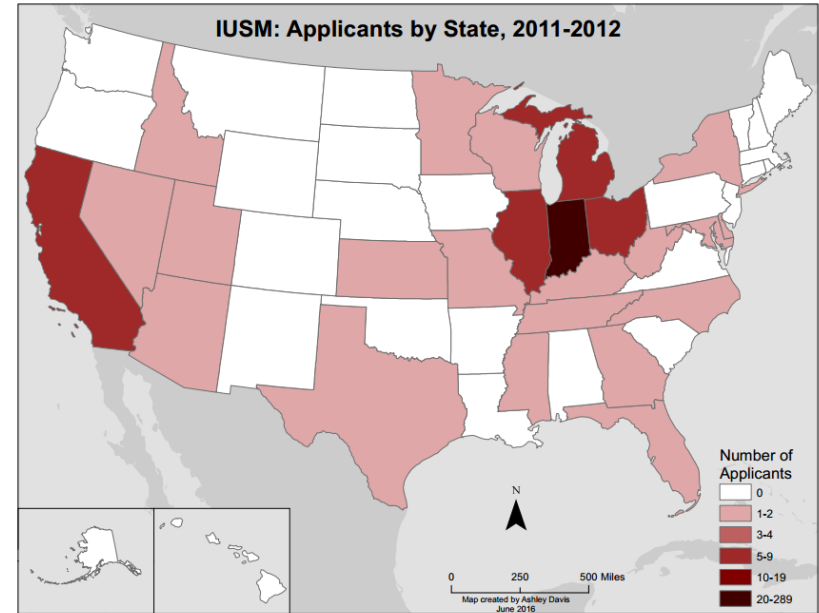 IUSM: Applicants by State, 2011-2012
Number of
Applicants
0
1-2
3-4
5-9
10-19
20-289
N
0 250 500 Miles
Map created by Ashley Davis
June 2016